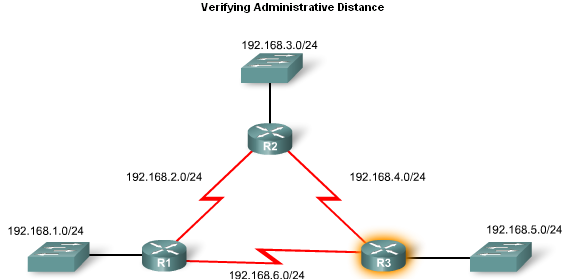 Verifying Administrative Distance
192.168.3.0/24
R2
192.168.2.0/24
192.168.4.0/24
192.168.1.0/24
192.168.5.0/24
R1
R3
192.168.6.0/24